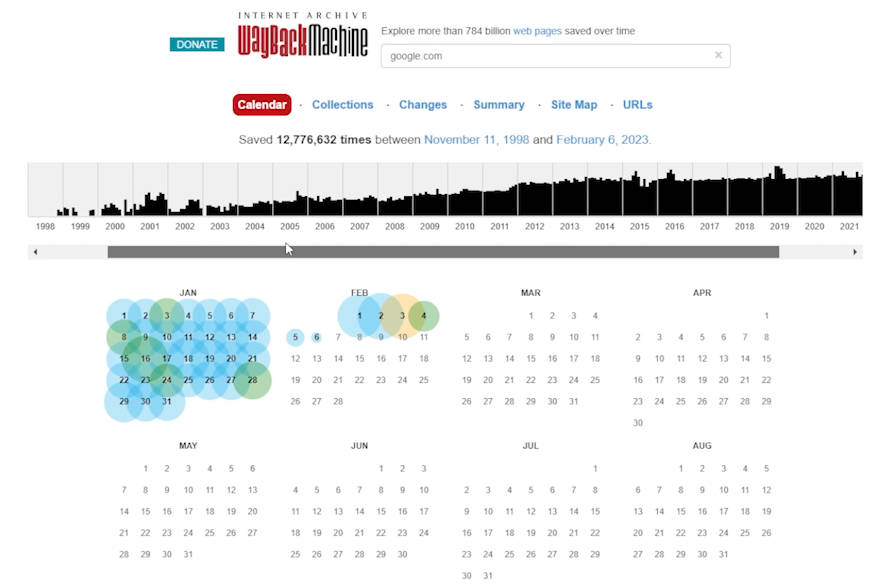 INTERNET ARCHIVE
WayBackMachine
DONATE
Explore more than 784 billion web pages saved over time
google.com ×
Calendar · Collections · Changes · Summary · Site Map · URLs
Saved 12,776,632 times between November 11, 1998 and February 6, 2023.
1998 1999 2000 2001 2002 2003 2004 2005 2006 2007 2008 2009 2010 2011 2012 2013 2014 2015 2016 2017 2018 2019 2020 2021
JAN FEB MAR APR
1 2 3 4 5 6 7 1 2 3 4 1 2 3 4 1
8 9 10 11 12 13 14 5 6 7 8 9 10 11 5 6 7 8 9 10 11 2 3 4 5 6 7 8
15 16 17 18 19 20 21 12 13 14 15 16 17 18 12 13 14 15 16 17 18 9 10 11 12 13 14 15
22 23 24 25 26 27 28 19 20 21 22 23 24 25 19 20 21 22 23 24 25 16 17 18 19 20 21 22
29 30 31 26 27 28 26 27 28 29 30 31 23 24 25 26 27 28 29
30
MAY JUN JUL AUG
1 2 3 4 5 6 1 2 3 1 1 2 3 4 5
7 8 9 10 11 12 13 4 5 6 7 8 9 10 2 3 4 5 6 7 8 6 7 8 9 10 11 12
14 15 16 17 18 19 20 11 12 13 14 15 16 17 9 10 11 12 13 14 15 13 14 15 16 17 18 19
21 22 23 24 25 26 27 18 19 20 21 22 23 24 16 17 18 19 20 21 22 20 21 22 23 24 25 26
28 29 30 31 25 26 27 28 29 30 23 24 25 26 27 28 29 27 28 29 30 31
30 31